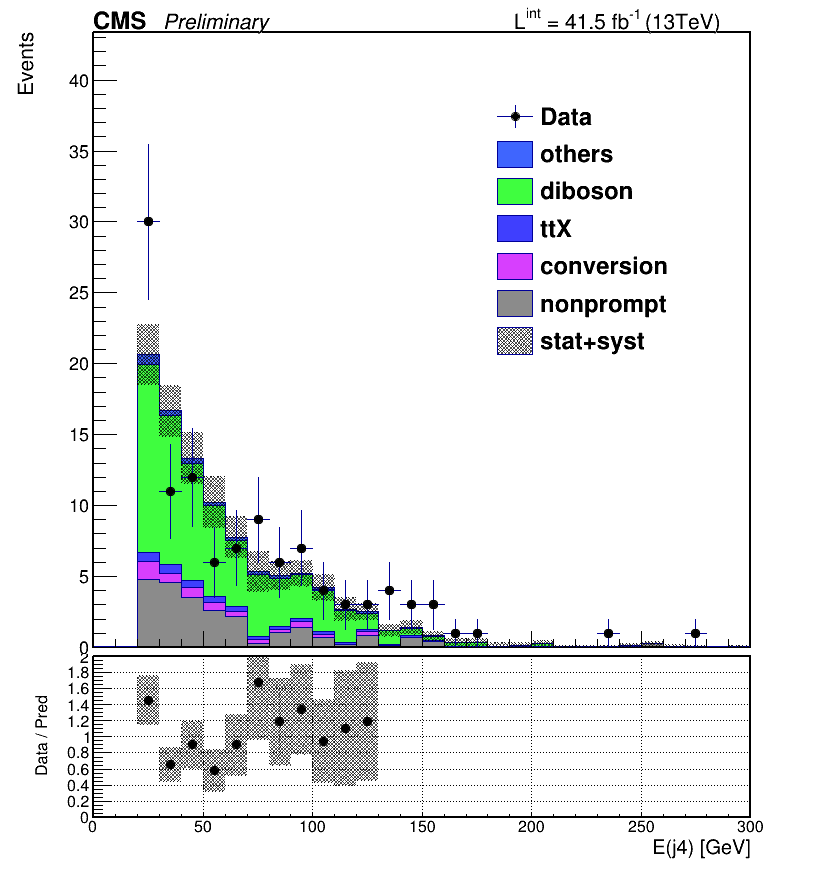 CMS Preliminary L^int = 41.5 fb^-1 (13TeV)
Events
40
35
30
25
20
15
10
5
0
Data
others
diboson
ttX
conversion
nonprompt
stat+syst
Data / Pred
2
1.8
1.6
1.4
1.2
1
0.8
0.6
0.4
0.2
0
0 50 100 150 200 250 300
E(j4) [GeV]